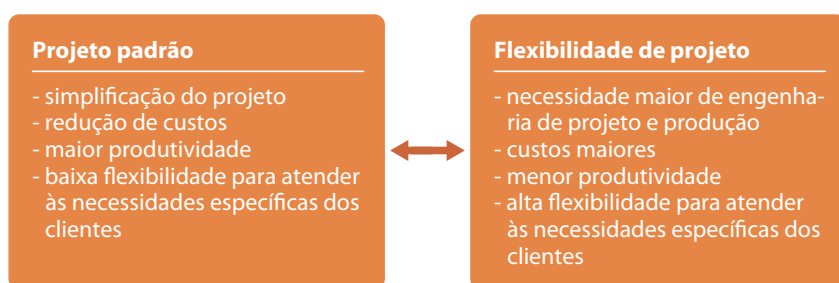 Projeto padrão
- simplificação do projeto
- redução de custos
- maior produtividade
- baixa flexibilidade para atender
às necessidades específicas dos
clientes
Flexibilidade de projeto
- necessidade maior de engenha-
ria de projeto e produção
- custos maiores
- menor produtividade
- alta flexibilidade para atender
às necessidades específicas dos
clientes